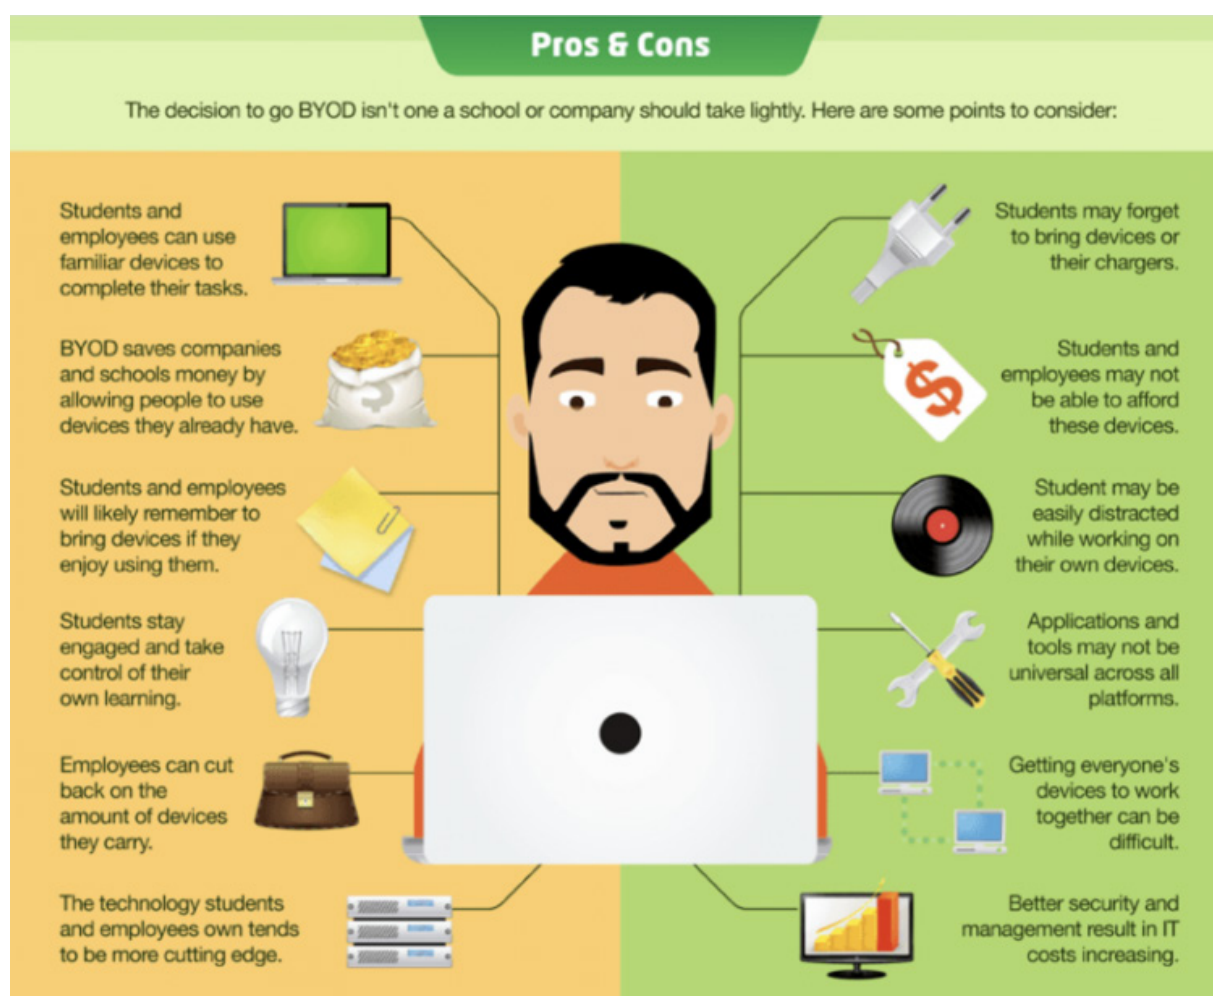 Pros & Cons
The decision to go BYOD isn't one a school or company should take lightly. Here are some points to consider:
Students and
employees can use
familiar devices to
complete their tasks.
BYOD saves companies
and schools money by
allowing people to use
devices they already have.
Students and employees
will likely remember to
bring devices if they
enjoy using them.
Students stay
engaged and take
control of their
own learning.
Employees can cut
back on the
amount of devices
they carry.
The technology students
and employees own tends
to be more cutting edge.
Students may forget
to bring devices or
their chargers.
Students and
employees may not
be able to afford
these devices.
Student may be
easily distracted
while working on
their own devices.
Applications and
tools may not be
universal across all
platforms.
Getting everyone's
devices to work
together can be
difficult.
Better security and
management result in IT
costs increasing.